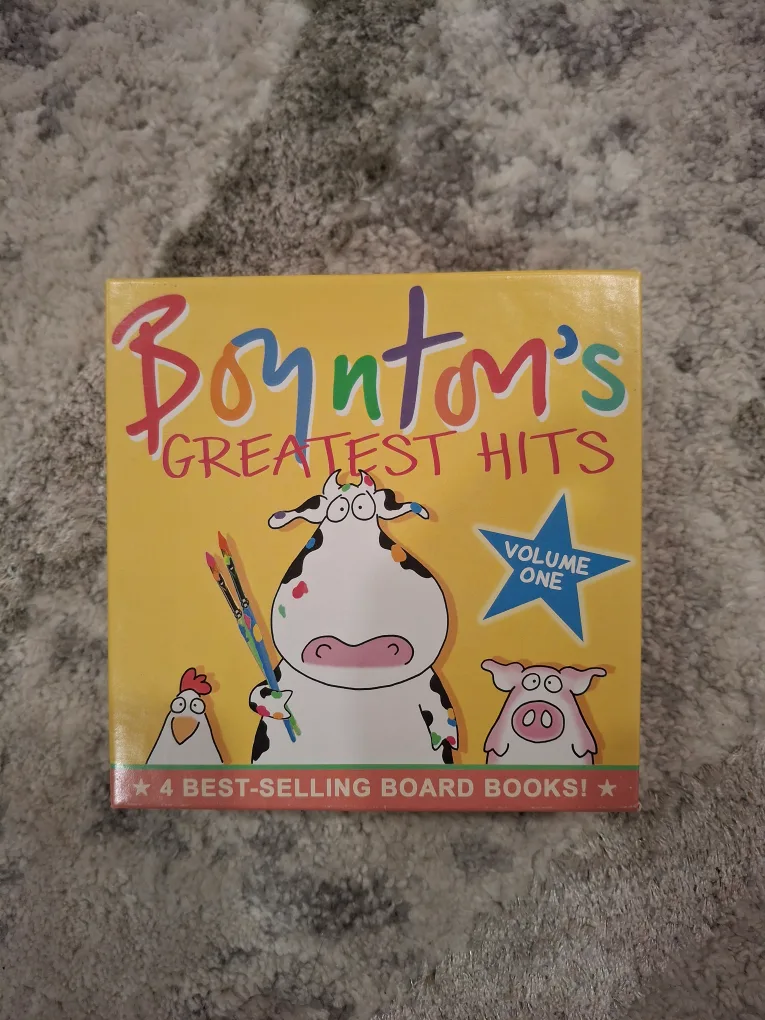 Boynton's
GREATEST HITS
VOLUME
ONE
★ 4 BEST-SELLING BOARD BOOKS! ★